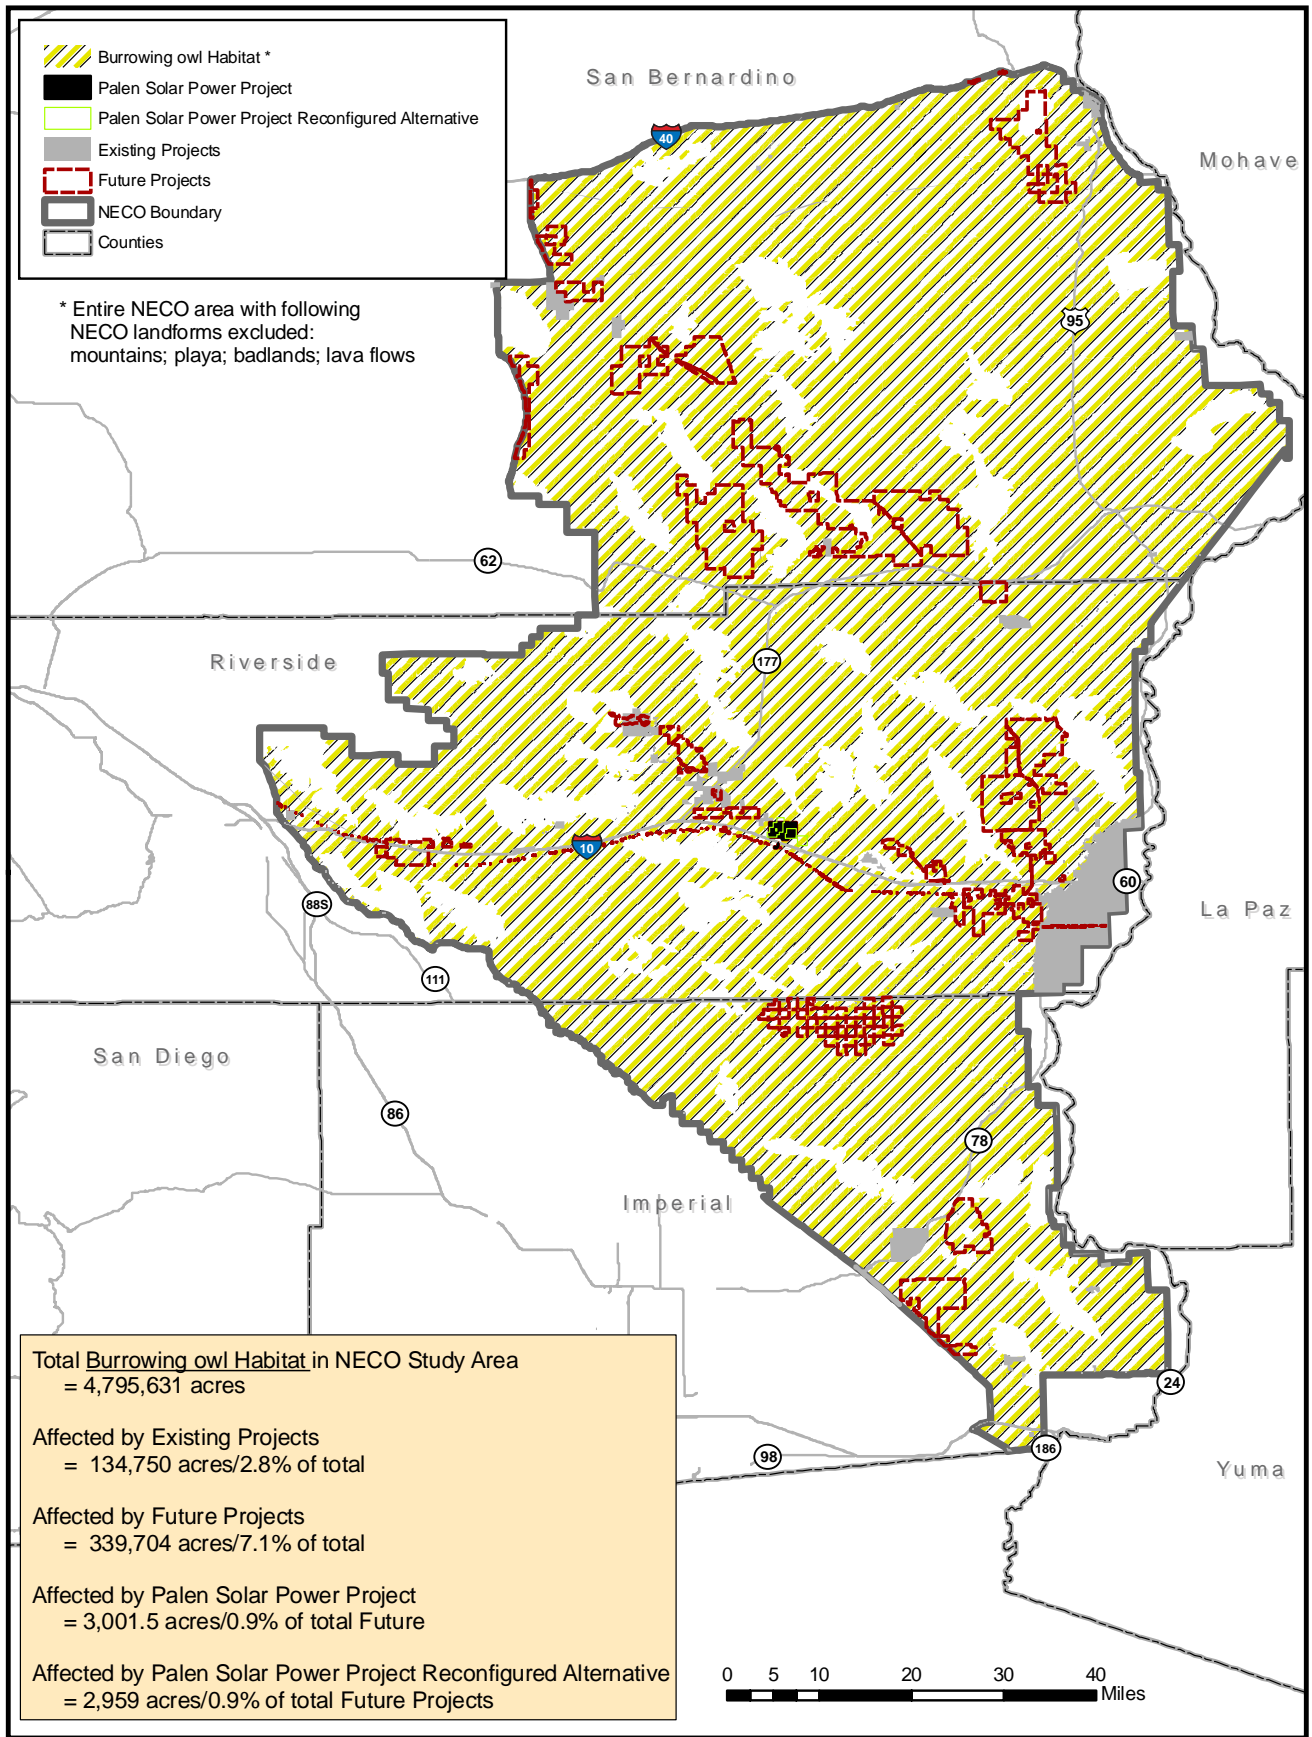 Burrowing owl Habitat *
Palen Solar Power Project
Palen Solar Power Project Reconfigured Alternative
Existing Projects
Future Projects
NECO Boundary
Counties
* Entire NECO area with following
NECO landforms excluded:
mountains; playa; badlands; lava flows
San Bernardino
40
Mohave
95
62
Riverside
177
10
60
88S
La Paz
111
San Diego
86
78
Imperial
24
186
98
Yuma
Total Burrowing owl Habitat in NECO Study Area
= 4,795,631 acres
Affected by Existing Projects
= 134,750 acres/2.8% of total
Affected by Future Projects
= 339,704 acres/7.1% of total
Affected by Palen Solar Power Project
= 3,001.5 acres/0.9% of total Future
Affected by Palen Solar Power Project Reconfigured Alternative
= 2,959 acres/0.9% of total Future Projects
0 5 10 20 30 40
Miles